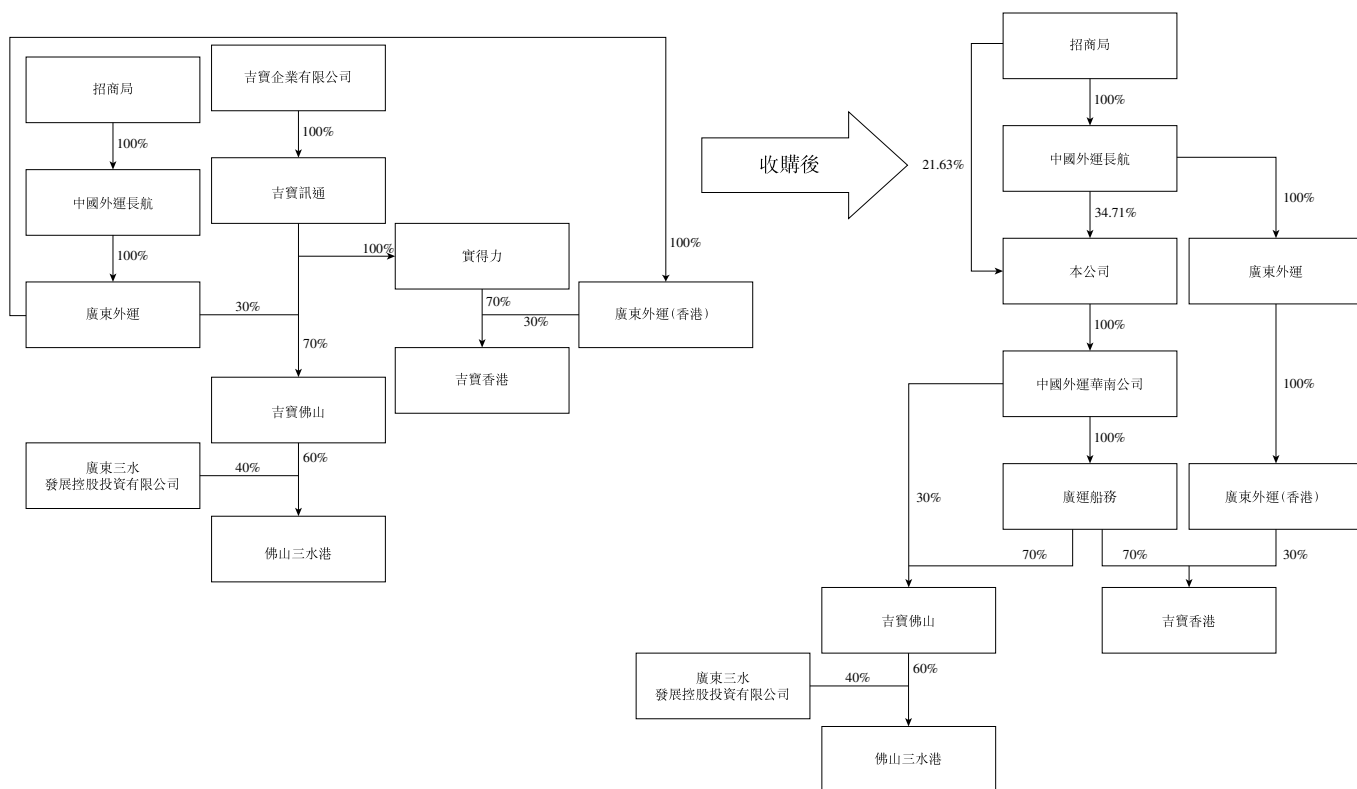 招商局
吉寶企業有限公司
100%
100%
中國外運長航
吉寶訊通
100%
100%
實得力
100%
廣東外運
30%
70%
30%
廣東外運(香港)
70%
吉寶香港
吉寶佛山
廣東三水
發展控股投資有限公司
40%
60%
佛山三水港
收購後
招商局
100%
21.63%
中國外運長航
34.71%
100%
本公司
廣東外運
100%
中國外運華南公司
100%
100%
30%
廣運船務
廣東外運(香港)
70%
70%
30%
吉寶佛山
吉寶香港
廣東三水
發展控股投資有限公司
40%
60%
佛山三水港